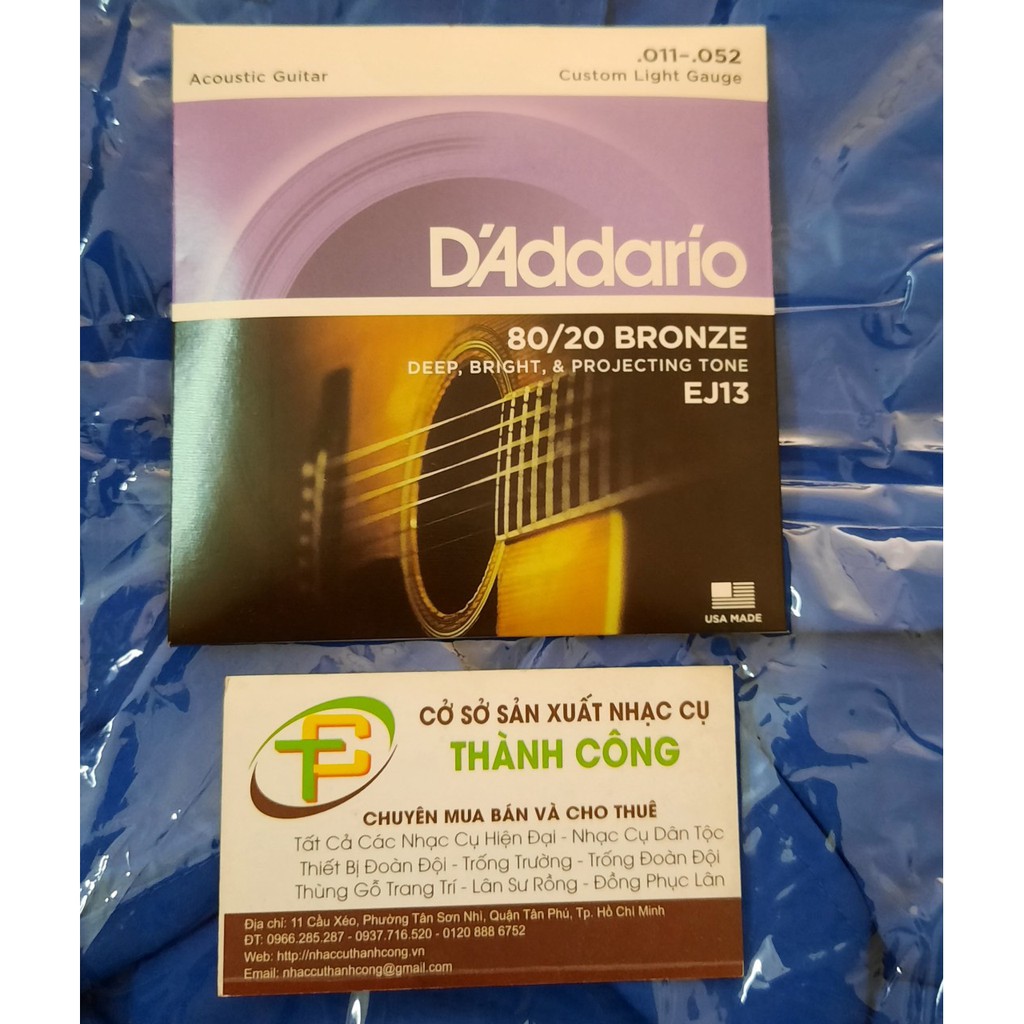 Acoustic Guitar
.011-.052
Custom Light Gauge
D'Addario
80/20 BRONZE
DEEP, BRIGHT, & PROJECTING TONE
EJ13
USA MADE
TC
CỞ SỞ SẢN XUẤT NHẠC CỤ
THÀNH CÔNG
CHUYÊN MUA BÁN VÀ CHO THUÊ
Tất Cả Các Nhạc Cụ Hiện Đại - Nhạc Cụ Dân Tộc
Thiết Bị Đoàn Đội - Trống Trường - Trống Đoàn Đội
Thùng Gỗ Trang Trí - Lân Sư Rồng - Đồng Phục Lân
Địa chỉ: 11 Cầu Xéo, Phường Tân Sơn Nhì, Quận Tân Phú, Tp. Hồ Chí Minh
ĐT: 0966.285.287 - 0937.716.520 - 0120 888 6752
Web: http://nhaccuthanhcong.vn
Email: nhaccuthanhcong@gmail.com